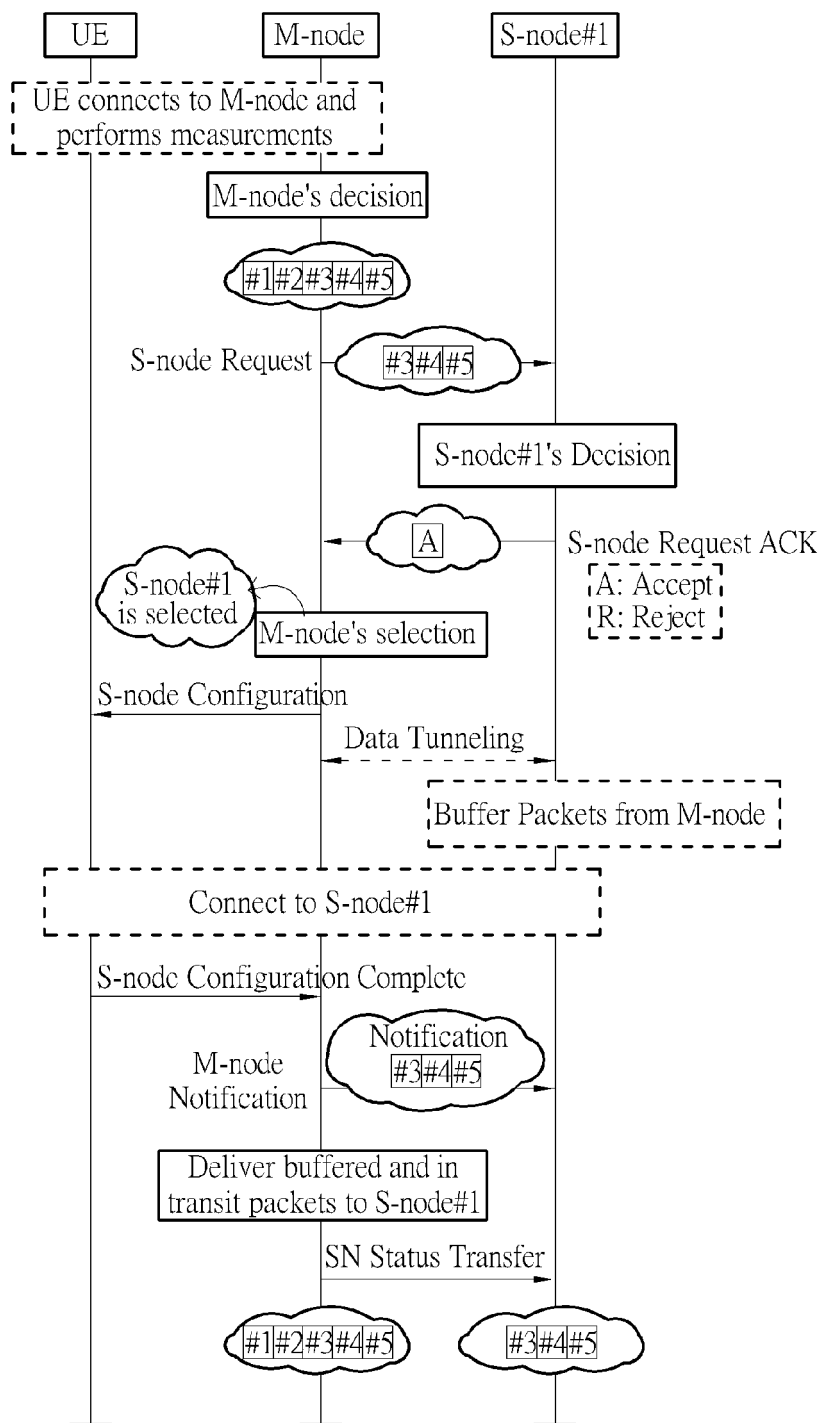 UE
M-node
S-node#1
UE connects to M-node and
performs measurements
M-node's decision
#1 #2 #3 #4 #5
S-node Request
#3 #4 #5
S-node#1's Decision
A
S-node Request ACK
A: Accept
R: Reject
S-node#1
is selected
M-node's selection
S-node Configuration
Data Tunneling
Buffer Packets from M-node
Connect to S-node#1
S-node Configuration Complete
Notification
#3 #4 #5
M-node
Notification
Deliver buffered and in
transit packets to S-node#1
SN Status Transfer
#1 #2 #3 #4 #5
#3 #4 #5